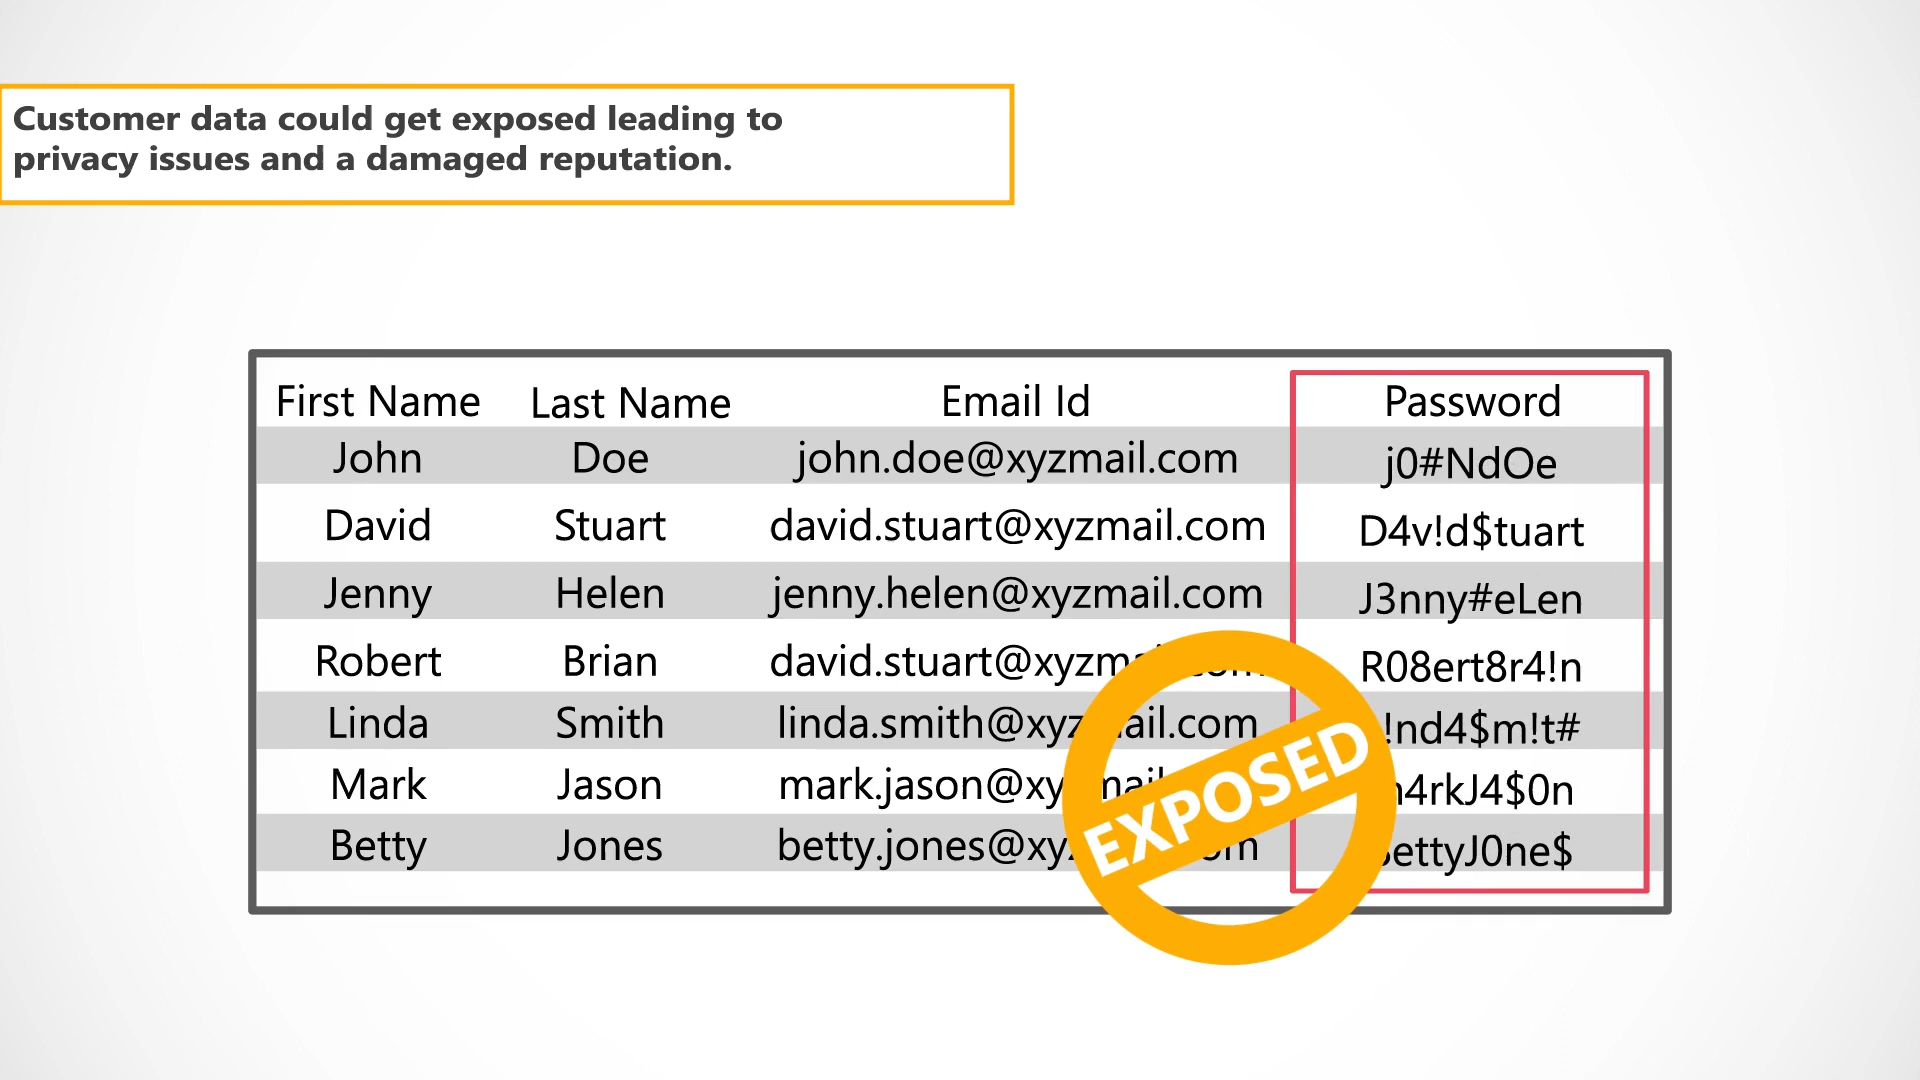 Customer data could get exposed leading to
privacy issues and a damaged reputation.
First Name Last Name Email Id Password
John Doe john.doe@xyzmail.com j0#NdOe
David Stuart david.stuart@xyzmail.com D4v!d$tuart
Jenny Helen jenny.helen@xyzmail.com J3nny#eLen
Robert Brian R08ert8r4!n
Linda Smith
Mark Jason
Betty Jones
EXPOSED